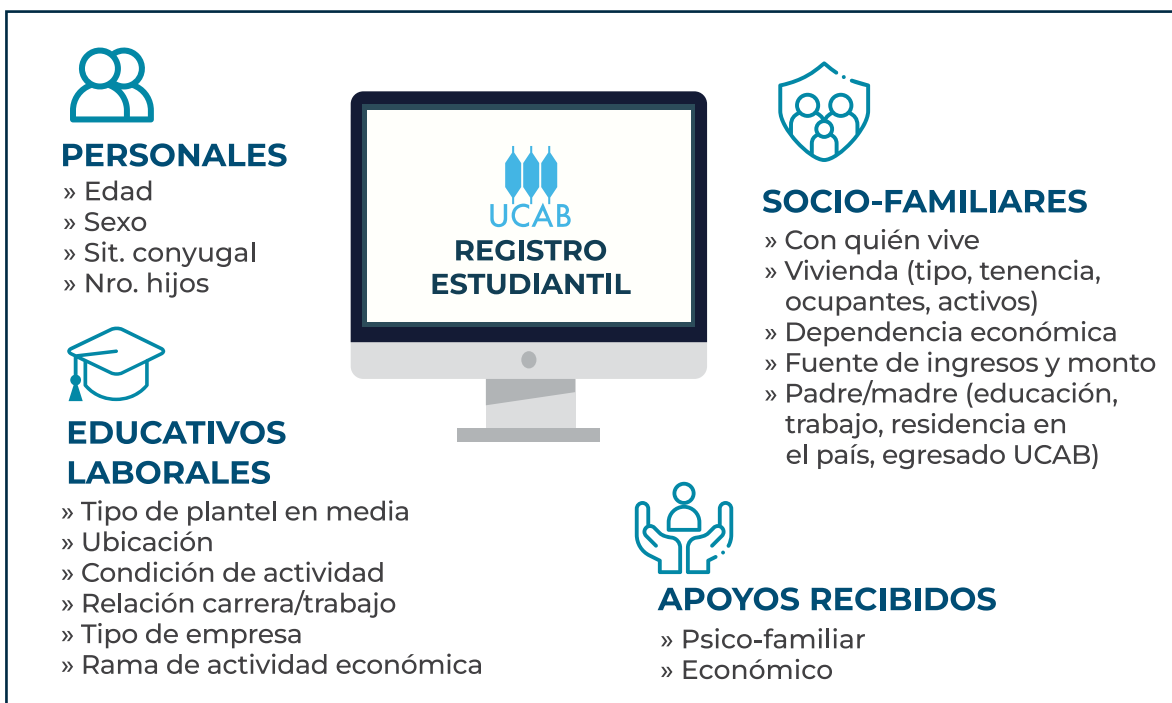 PERSONALES
» Edad
» Sexo
» Sit. conyugal
» Nro. hijos
EDUCATIVOS
LABORALES
» Tipo de plantel en media
» Ubicación
» Condición de actividad
» Relación carrera/trabajo
» Tipo de empresa
» Rama de actividad económica
UCAB
REGISTRO
ESTUDIANTIL
SOCIO-FAMILIARES
» Con quién vive
» Vivienda (tipo, tenencia,
ocupantes, activos)
» Dependencia económica
» Fuente de ingresos y monto
» Padre/madre (educación,
trabajo, residencia en
el país, egresado UCAB)
APOYOS RECIBIDOS
» Psico-familiar
» Económico